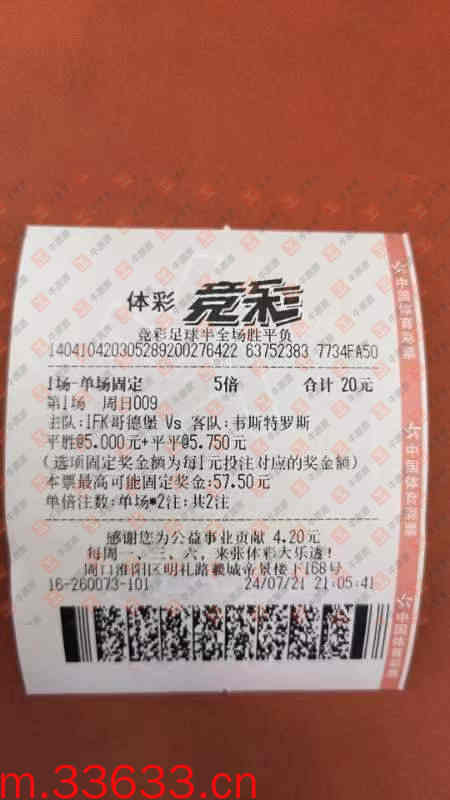 体彩 竞彩
竞彩足球半全场胜平负
140410420305289200276422 63752383 7734FA50
1场-单场固定 5倍 合计 20元
第1场 周日009
主队:IFK哥德堡 Vs 客队:韦斯特罗斯
平胜@5.000元+平平@5.750元
(选项固定奖金额为每1元投注对应的奖金额)
本票最高可能固定奖金:57.50元
单倍注数:单场*2注;共2注
感谢您为公益事业贡献 4.20元
每周一、三、六,来张体彩大乐透!
周口淮阳区明礼路羲城帝景楼下168号
16-260073-101 24/07/21 21:05:41
中国体育彩票
中国体育彩票
中国体育彩票
m.33633.cn